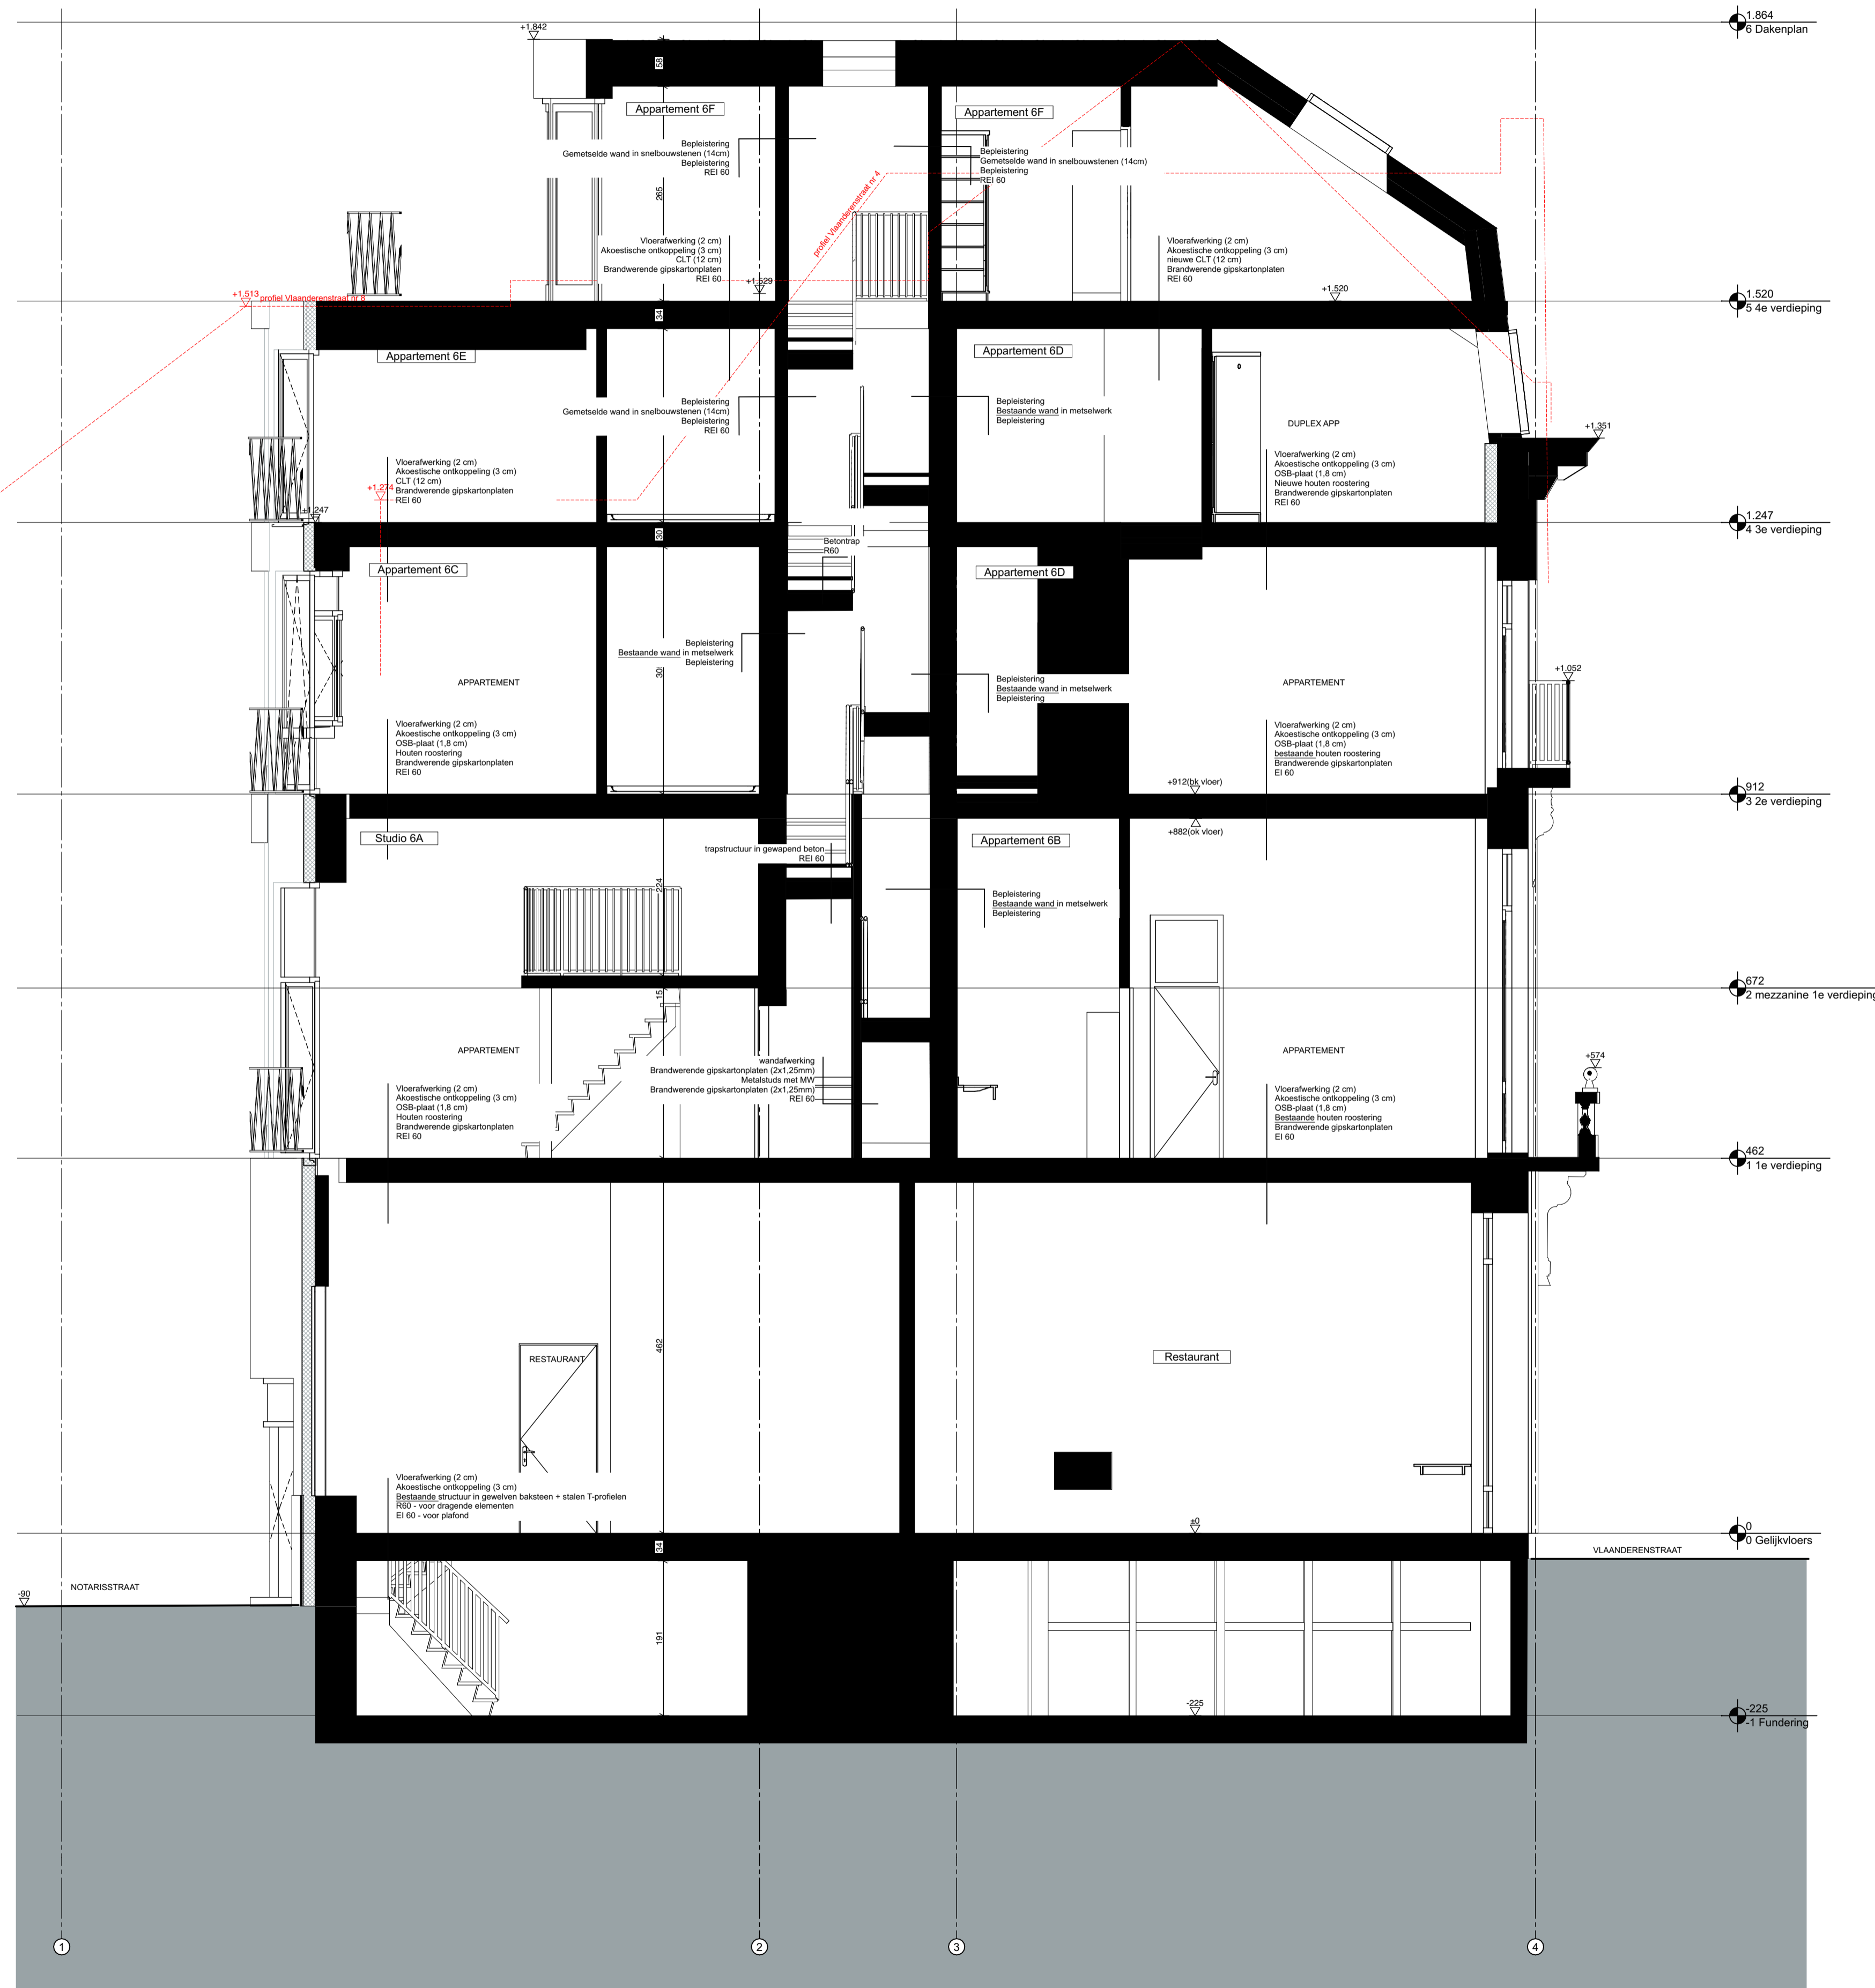 1.864
6 Dakenplan
+1.842
58
Appartement 6F
Appartement 6F
Bepleistering
Gemetselde wand in snelbouwstenen (14cm)
Bepleistering
REI 60
Bepleistering
Gemetselde wand in snelbouwstenen (14cm)
Bepleistering
REI 60
265
profiel Vlaanderenstraat nr 4
Vloerafwerking (2 cm)
Akoestische ontkoppeling (3 cm)
CLT (12 cm)
Brandwerende gipskartonplaten
REI 60
Vloerafwerking (2 cm)
Akoestische ontkoppeling (3 cm)
nieuwe CLT (12 cm)
Brandwerende gipskartonplaten
REI 60
+1.529
+1.520
+1.513
profiel Vlaanderenstraat nr 8
1.520
5 4e verdieping
34
Appartement 6E
Appartement 6D
Bepleistering
Gemetselde wand in snelbouwstenen (14cm)
Bepleistering
REI 60
Bepleistering
Bestaande wand in metselwerk
Bepleistering
DUPLEX APP
+1.351
Vloerafwerking (2 cm)
Akoestische ontkoppeling (3 cm)
CLT (12 cm)
Brandwerende gipskartonplaten
REI 60
+1.274
Vloerafwerking (2 cm)
Akoestische ontkoppeling (3 cm)
OSB-plaat (1,8 cm)
Nieuwe houten roostering
Brandwerende gipskartonplaten
REI 60
+1.247
1.247
4 3e verdieping
30
Betontrap
R60
Appartement 6C
Appartement 6D
Bepleistering
Bestaande wand in metselwerk
Bepleistering
30
+1.052
APPARTEMENT
Bepleistering
Bestaande wand in metselwerk
Bepleistering
APPARTEMENT
Vloerafwerking (2 cm)
Akoestische ontkoppeling (3 cm)
OSB-plaat (1,8 cm)
Houten roostering
Brandwerende gipskartonplaten
REI 60
Vloerafwerking (2 cm)
Akoestische ontkoppeling (3 cm)
OSB-plaat (1,8 cm)
bestaande houten roostering
Brandwerende gipskartonplaten
EI 60
+912(bk vloer)
912
3 2e verdieping
+882(ok vloer)
Studio 6A
Appartement 6B
trapstructuur in gewapend beton
REI 60
224
Bepleistering
Bestaande wand in metselwerk
Bepleistering
672
2 mezzanine 1e verdieping
15
APPARTEMENT
APPARTEMENT
+574
wandafwerking
Brandwerende gipskartonplaten (2x1,25mm)
Metalstuds met MW
Brandwerende gipskartonplaten (2x1,25mm)
REI 60
Vloerafwerking (2 cm)
Akoestische ontkoppeling (3 cm)
OSB-plaat (1,8 cm)
Houten roostering
Brandwerende gipskartonplaten
REI 60
Vloerafwerking (2 cm)
Akoestische ontkoppeling (3 cm)
OSB-plaat (1,8 cm)
Bestaande houten roostering
Brandwerende gipskartonplaten
EI 60
462
1 1e verdieping
462
RESTAURANT
Restaurant
Vloerafwerking (2 cm)
Akoestische ontkoppeling (3 cm)
Bestaande structuur in gewelven baksteen + stalen T-profielen
R60 - voor dragende elementen
EI 60 - voor plafond
±0
0
0 Gelijkvloers
34
VLAANDERENSTRAAT
NOTARISSTRAAT
-90
191
-225
-225
-1 Fundering
1
2
3
4